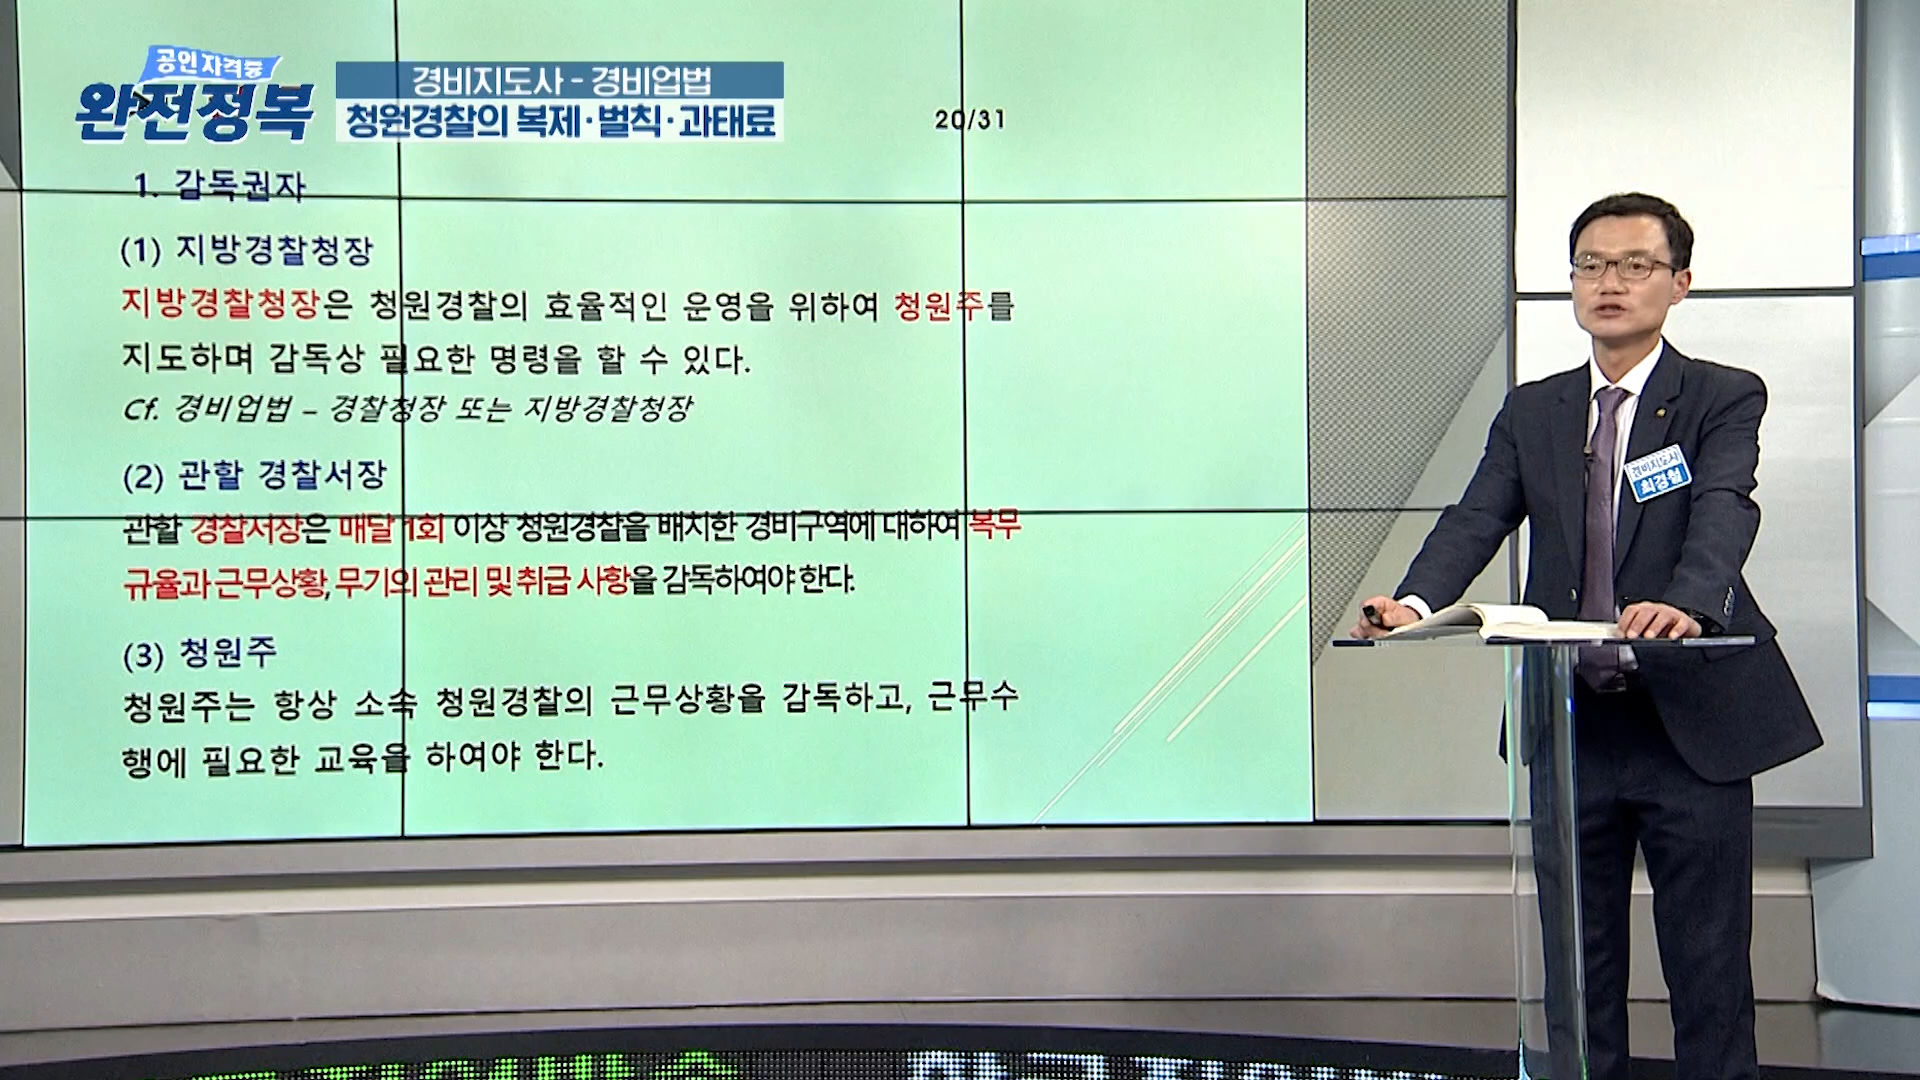 공인자격증
완전정복
경비지도사 - 경비업법
청원경찰의 복제·벌칙·과태료
20/31
1. 감독권자
(1) 지방경찰청장
지방경찰청장은 청원경찰의 효율적인 운영을 위하여 청원주를
지도하며 감독상 필요한 명령을 할 수 있다.
Cf. 경비업법 – 경찰청장 또는 지방경찰청장
(2) 관할 경찰서장
관할 경찰서장은 매달 1회 이상 청원경찰을 배치한 경비구역에 대하여 복무
규율과 근무상황, 무기의 관리 및 취급 사항을 감독하여야 한다.
(3) 청원주
청원주는 항상 소속 청원경찰의 근무상황을 감독하고, 근무수
행에 필요한 교육을 하여야 한다.
경비지도사
최경철